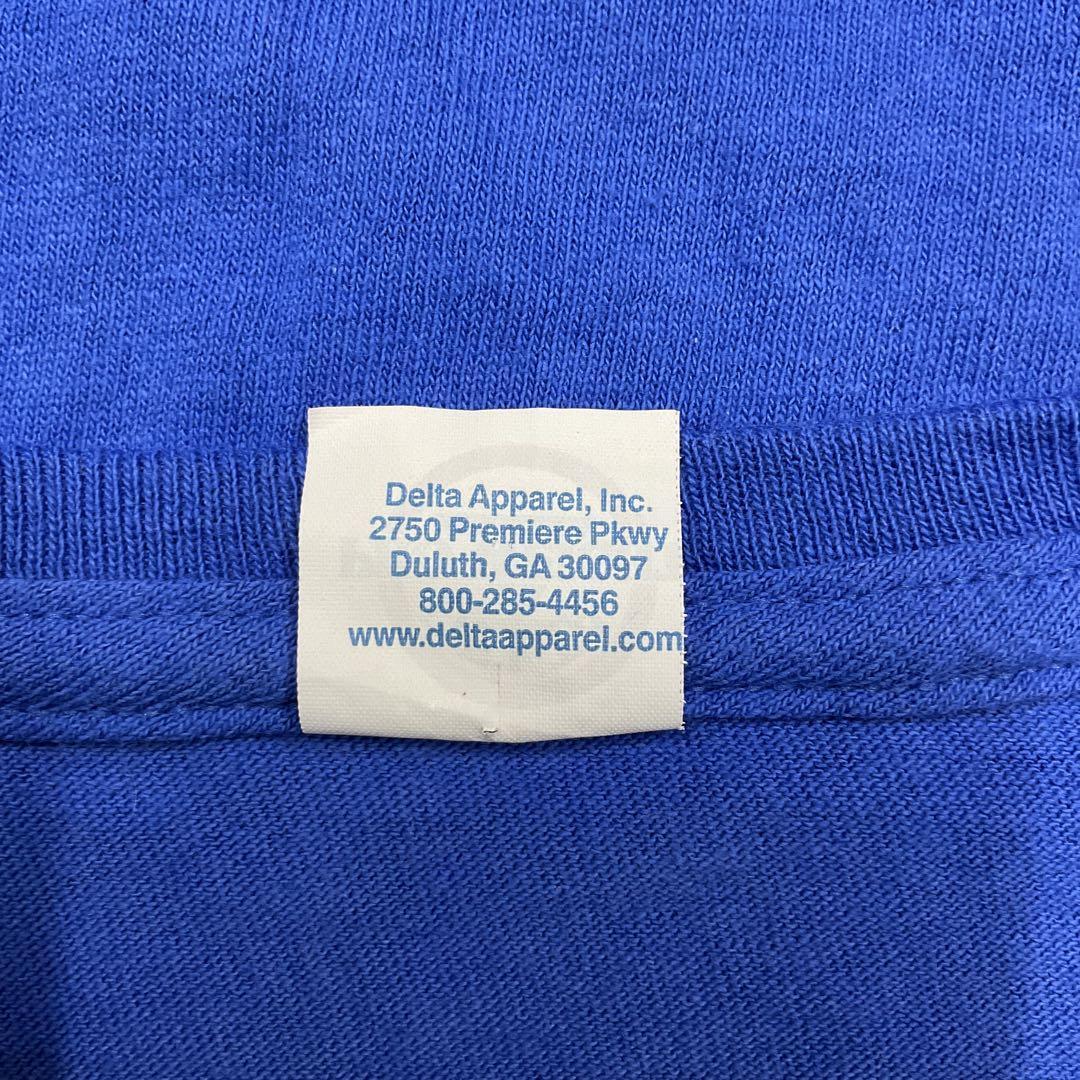 Delta Apparel, Inc.
2750 Premiere Pkwy
Duluth, GA 30097
800-285-4456
www.deltaapparel.com